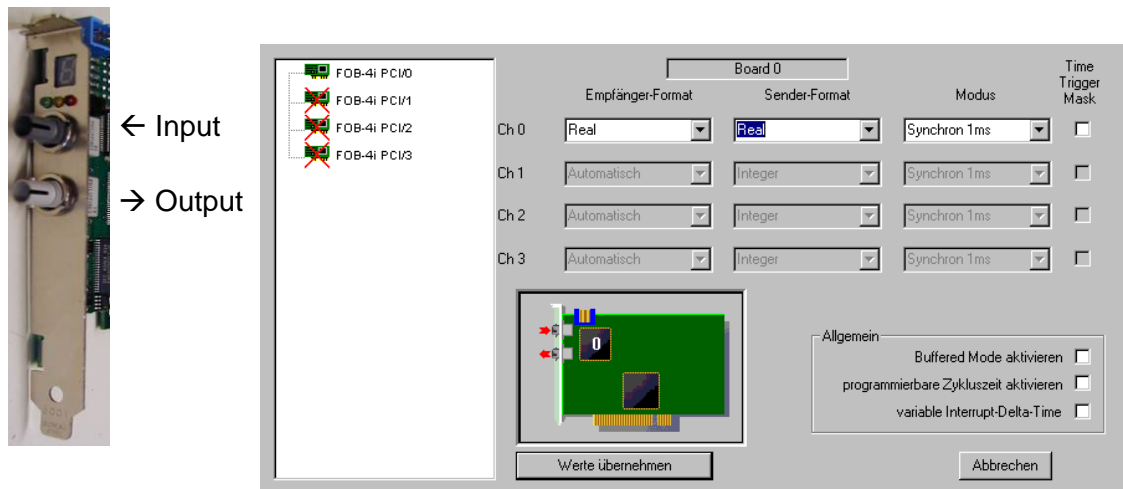 ← Input
→ Output
FOB-4i PCI/0
FOB-4i PCI/1
FOB-4i PCI/2
FOB-4i PCI/3
Board 0
Empfänger-Format
Sender-Format
Modus
Time
Trigger
Mask
Ch 0 Real Real Synchron 1ms
Ch 1 Automatisch Integer Synchron 1ms
Ch 2 Automatisch Integer Synchron 1ms
Ch 3 Automatisch Integer Synchron 1ms
0
Allgemein
Buffered Mode aktivieren
programmierbare Zykluszeit aktivieren
variable Interrupt-Delta-Time
Werte übernehmen
Abbrechen